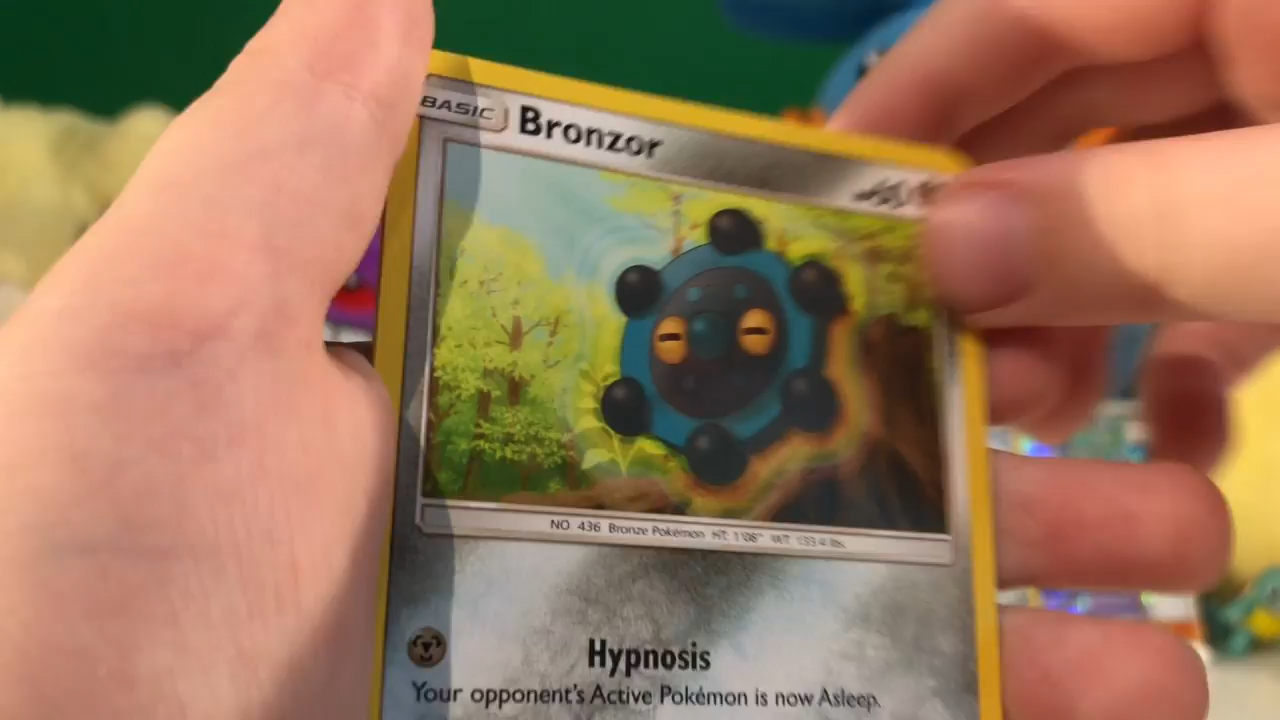 BASIC Bronzor
NO 436 Bronze Pokémon HT: 1'08" WT: 133.4 lbs.
Hypnosis
Your opponent's Active Pokémon is now Asleep.